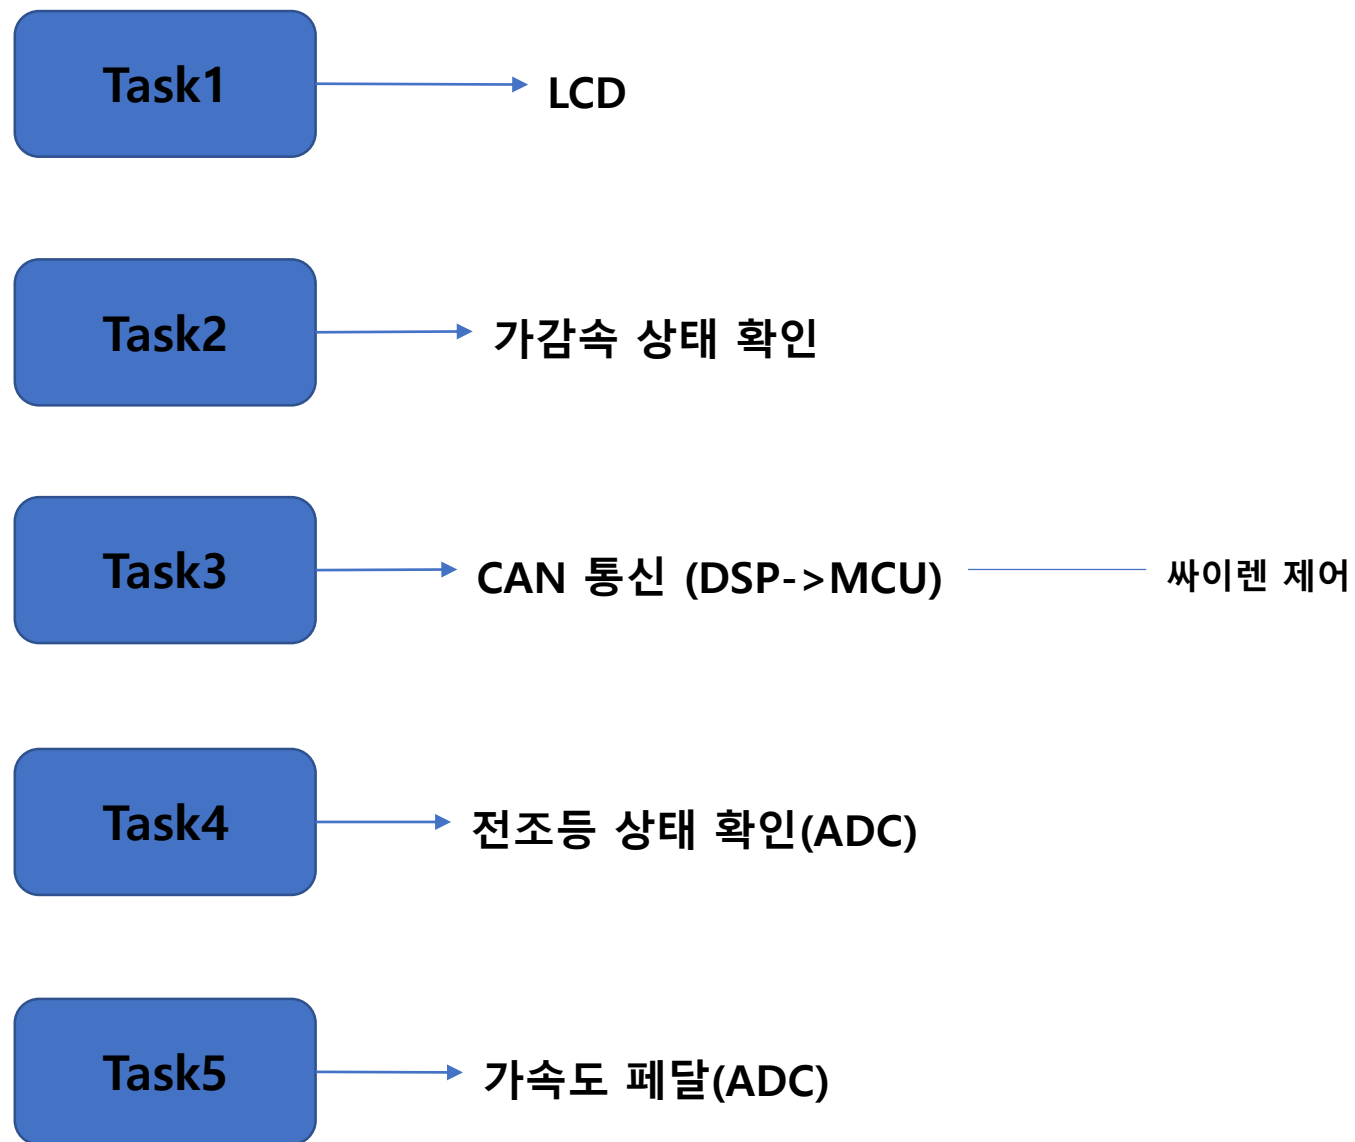 Task1
LCD
Task2
가감속 상태 확인
Task3
CAN 통신 (DSP->MCU)
싸이렌 제어
Task4
전조등 상태 확인(ADC)
Task5
가속도 페달(ADC)